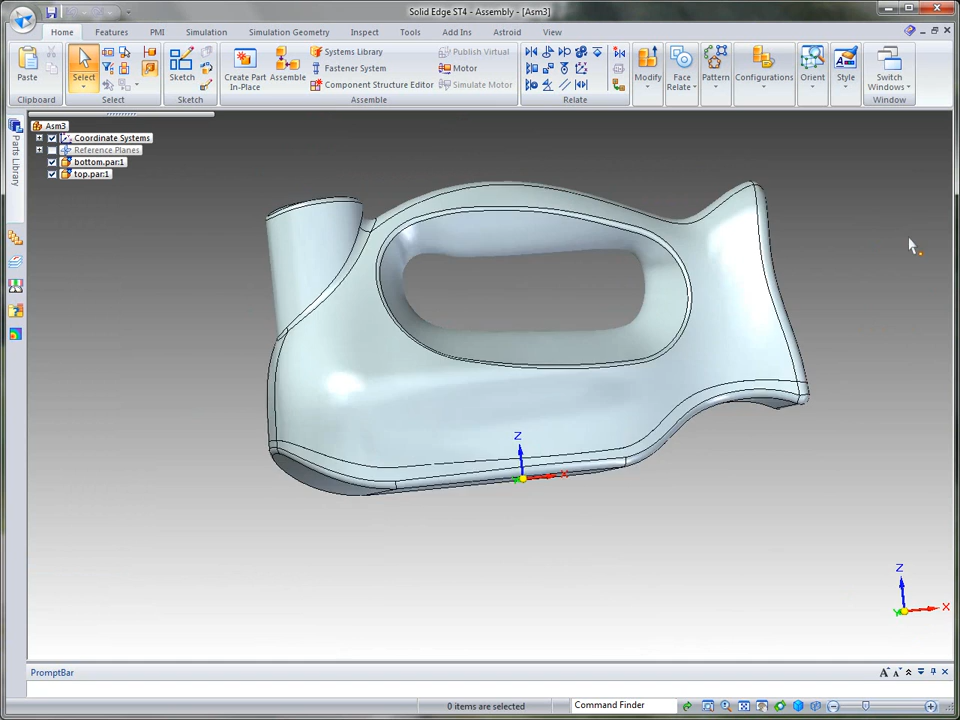 Solid Edge ST4 - Assembly - [Asm3]
Home Features PMI Simulation Simulation Geometry Inspect Tools Add Ins Astroid View
Paste
Clipboard
Select
Select
Sketch
Sketch
Create Part
In-Place
Assemble
Systems Library
Fastener System
Component Structure Editor
Publish Virtual
Motor
Simulate Motor
Assemble
Relate
Modify
Face
Relate
Pattern
Configurations
Orient
Style
Switch
Windows
Window
Asm3
Coordinate Systems
Reference Planes
bottom.par:1
top.par:1
Parts Library
Z
X
Z
X
Y
PromptBar
0 items are selected
Command Finder